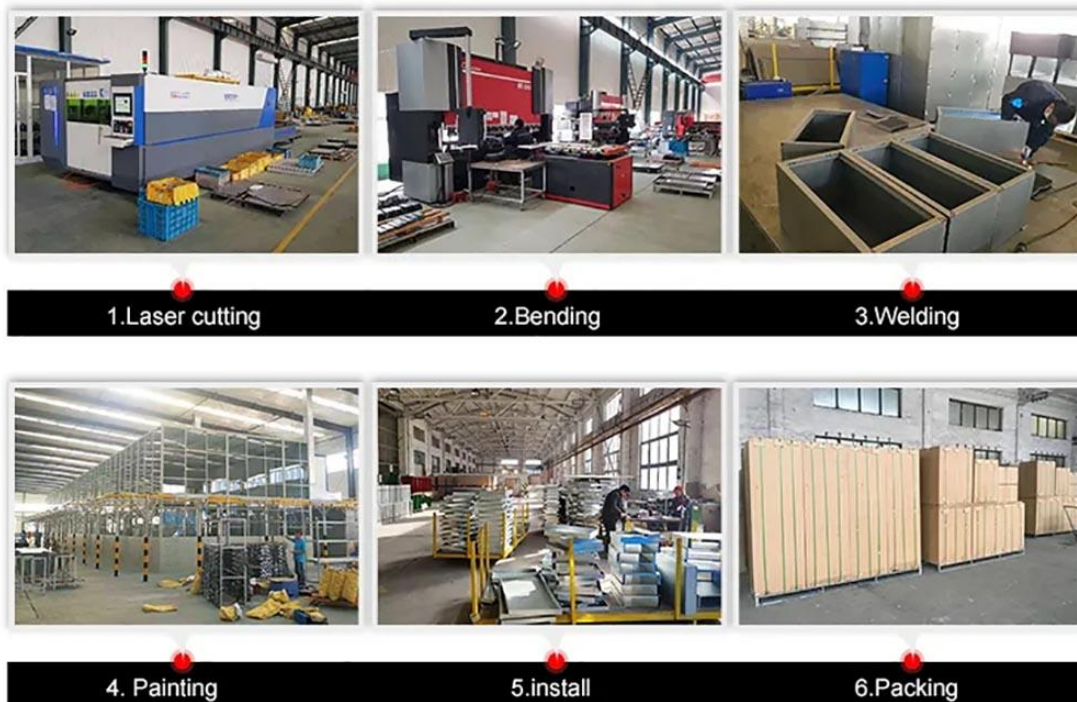 1.Laser cutting
2.Bending
3.Welding
4. Painting
5.install
6.Packing